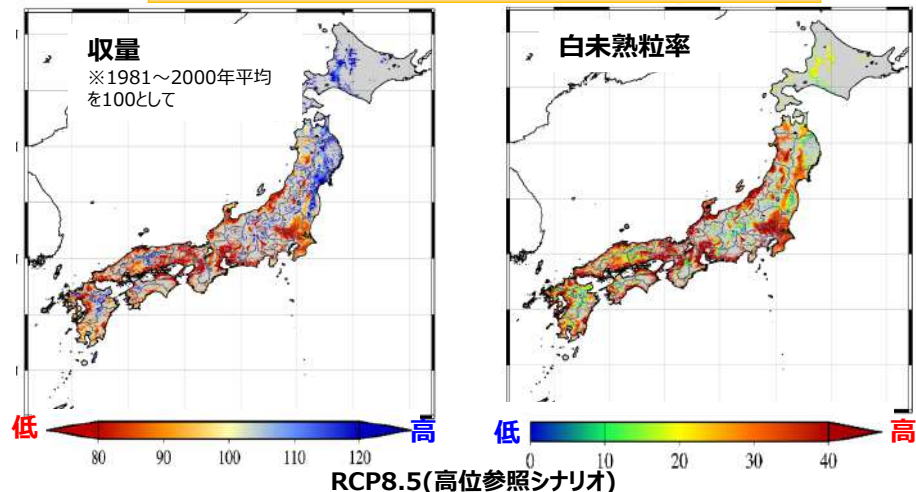 収量
※1981～2000年平均
を100として
白未熟粒率
低
高
80 90 100 110 120
低
高
0 10 20 30 40
RCP8.5(高位参照シナリオ)